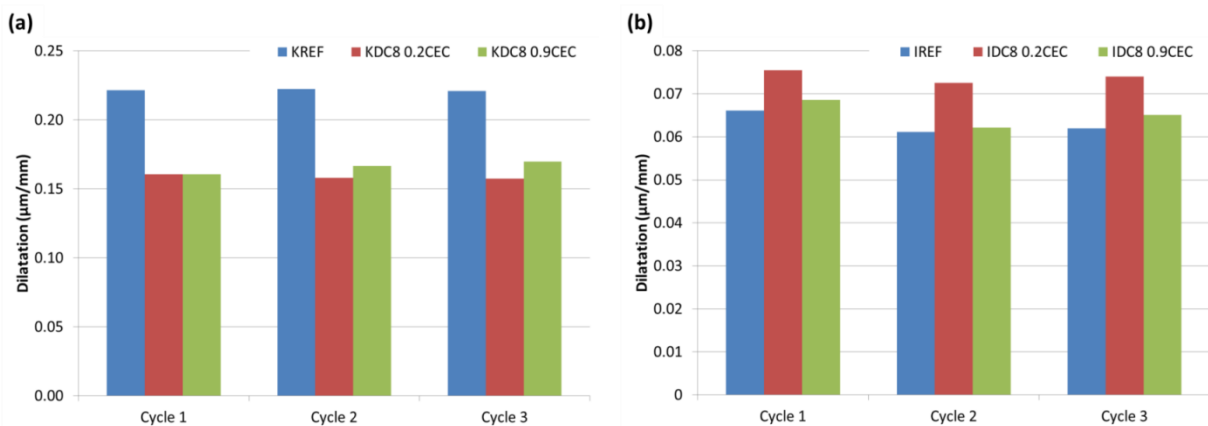 (a)
KREF KDC8 0.2CEC KDC8 0.9CEC
Dilatation (µm/mm)
0.25
0.20
0.15
0.10
0.05
0.00
Cycle 1 Cycle 2 Cycle 3
(b)
IREF IDC8 0.2CEC IDC8 0.9CEC
Dilatation (µm/mm)
0.08
0.07
0.06
0.05
0.04
0.03
0.02
0.01
0
Cycle 1 Cycle 2 Cycle 3